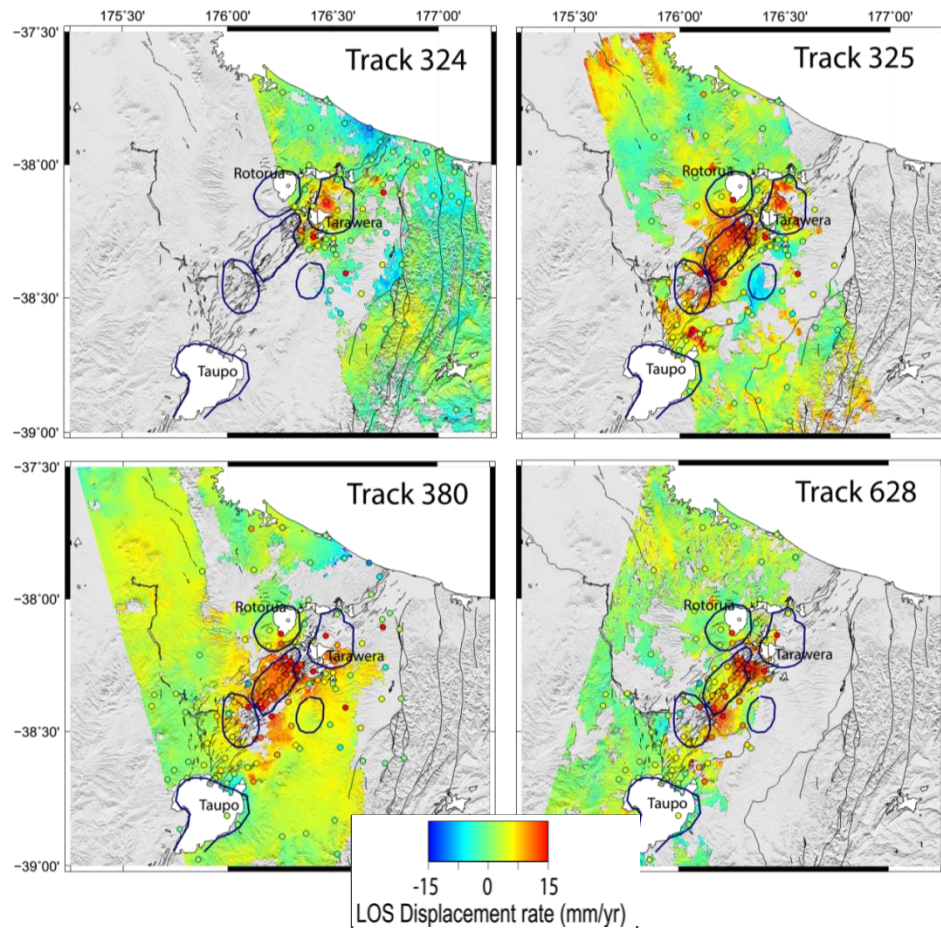 175°30' 176°00' 176°30' 177°00' 175°30' 176°00' 176°30' 177°00'
−37°30'
Track 324
Track 325
−38°00'
Rotorua
Rotorua
Tarawera
Tarawera
−38°30'
Taupo
Taupo
−39°00'
−37°30'
Track 380
Track 628
−38°00'
Rotorua
Rotorua
Tarawera
Tarawera
−38°30'
Taupo
Taupo
−39°00'
-15 0 15
LOS Displacement rate (mm/yr)